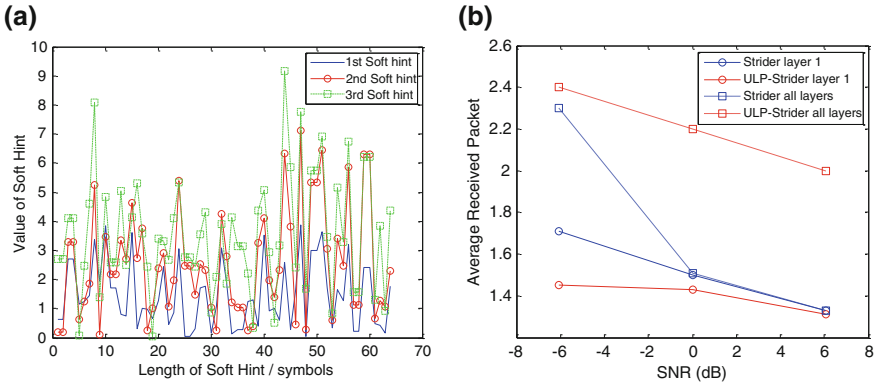 (a)
10
9
8
7
6
5
4
3
2
1
0
Value of Soft Hint
1st Soft hint
2nd Soft hint
3rd Soft hint
0 10 20 30 40 50 60 70
Length of Soft Hint / symbols
(b)
2.6
2.4
2.2
2
1.8
1.6
1.4
Average Received Packet
Strider layer 1
ULP-Strider layer 1
Strider all layers
ULP-Strider all layers
-8 -6 -4 -2 0 2 4 6 8
SNR (dB)